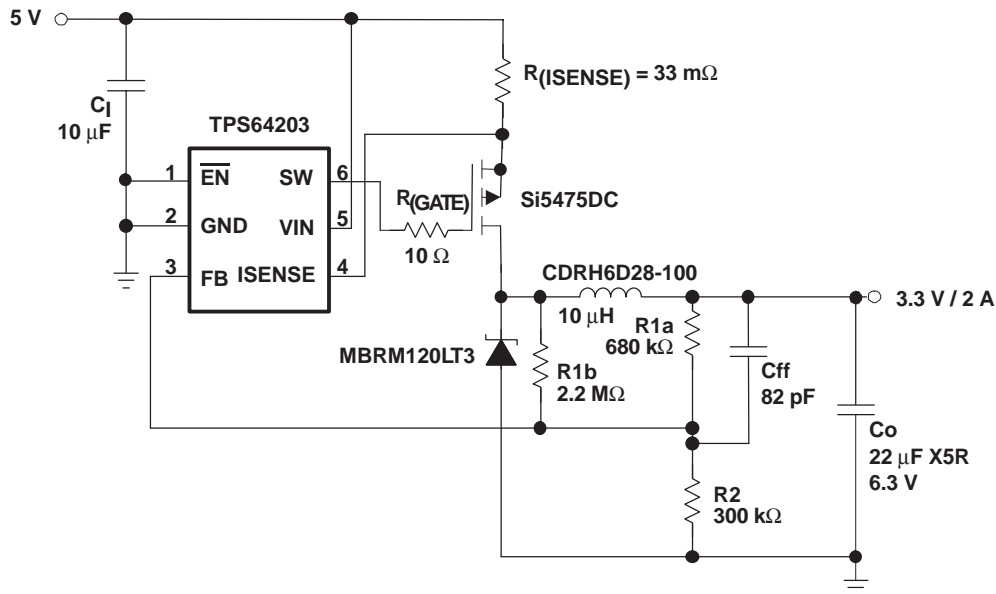 5 V
R(ISENSE) = 33 mΩ
CI
10 μF
TPS64203
1
EN
SW
6
R(GATE)
Si5475DC
2
GND
VIN
5
10 Ω
3
FB
ISENSE
4
CDRH6D28-100
3.3 V / 2 A
10 μH
R1a
680 kΩ
MBRM120LT3
R1b
2.2 MΩ
Cff
82 pF
Co
22 μF X5R
6.3 V
R2
300 kΩ